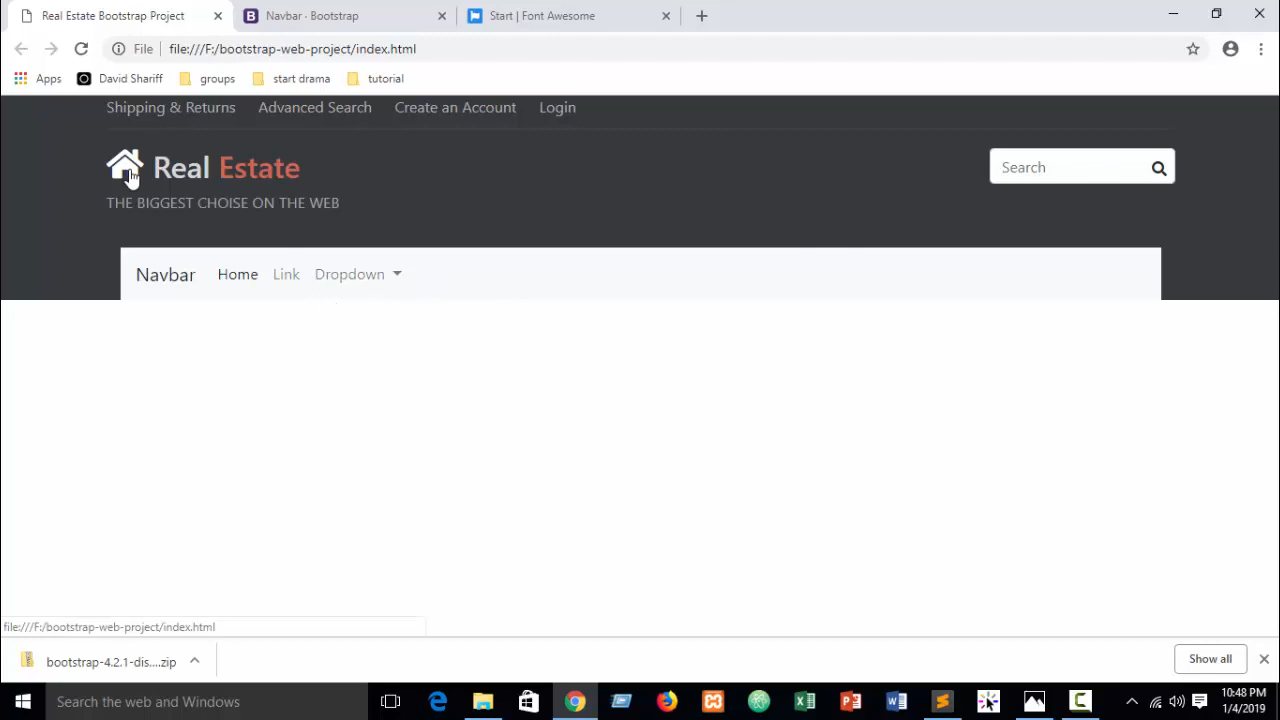 Real Estate Bootstrap Project
Navbar · Bootstrap
Start | Font Awesome
File
file:///F:/bootstrap-web-project/index.html
Apps
David Shariff
groups
start drama
tutorial
Shipping & Returns
Advanced Search
Create an Account
Login
Real Estate
Search
THE BIGGEST CHOISE ON THE WEB
Navbar
Home
Link
Dropdown
file:///F:/bootstrap-web-project/index.html
bootstrap-4.2.1-dis....zip
Show all
Search the web and Windows
10:48 PM
1/4/2019